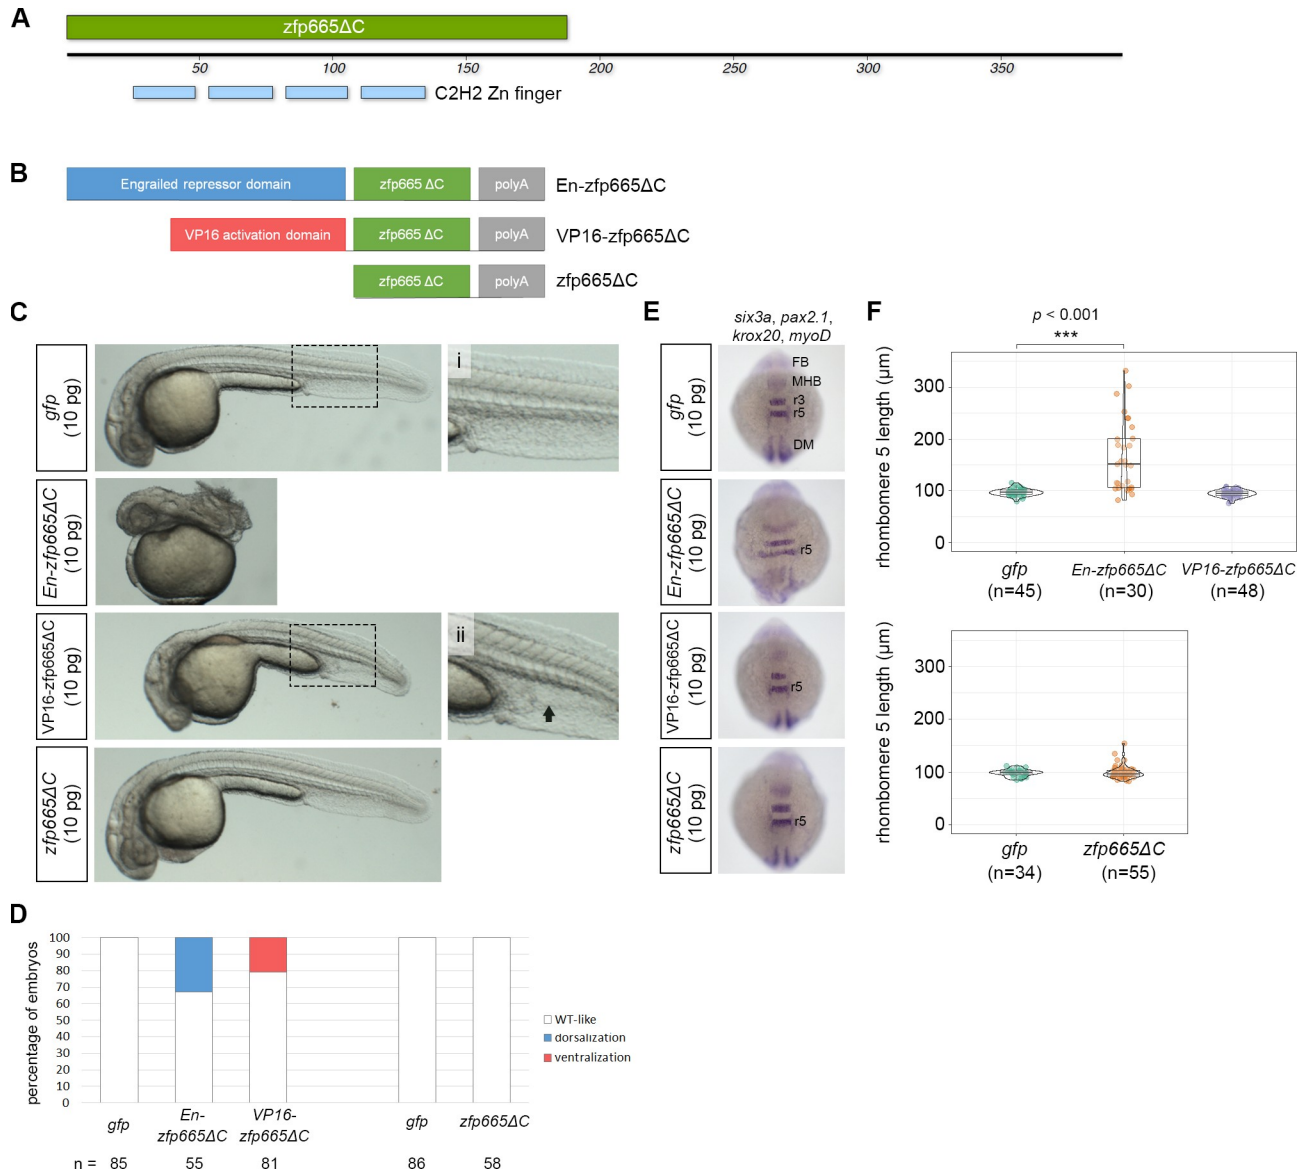 A
zfp665ΔC
50 100 150 200 250 300 350
C2H2 Zn finger
B
Engrailed repressor domain zfp665 ΔC polyA En-zfp665ΔC
VP16 activation domain zfp665 ΔC polyA VP16-zfp665ΔC
zfp665 ΔC polyA zfp665ΔC
C
gfp
(10 pg)
i
En-zfp665ΔC
(10 pg)
VP16-zfp665ΔC
(10 pg)
ii
zfp665ΔC
(10 pg)
E
six3a, pax2.1,
krox20, myoD
gfp
(10 pg)
FB
MHB
r3
r5
DM
En-zfp665ΔC
(10 pg)
r5
VP16-zfp665ΔC
(10 pg)
r5
zfp665ΔC
(10 pg)
r5
F
p < 0.001
***
rhombomere 5 length (µm)
300
200
100
0
gfp En-zfp665ΔC VP16-zfp665ΔC
(n=45) (n=30) (n=48)
rhombomere 5 length (µm)
300
200
100
0
gfp zfp665ΔC
(n=34) (n=55)
D
percentage of embryos
100
90
80
70
60
50
40
30
20
10
0
WT-like
dorsalization
ventralization
gfp En-zfp665ΔC VP16-zfp665ΔC gfp zfp665ΔC
n = 85 55 81 86 58